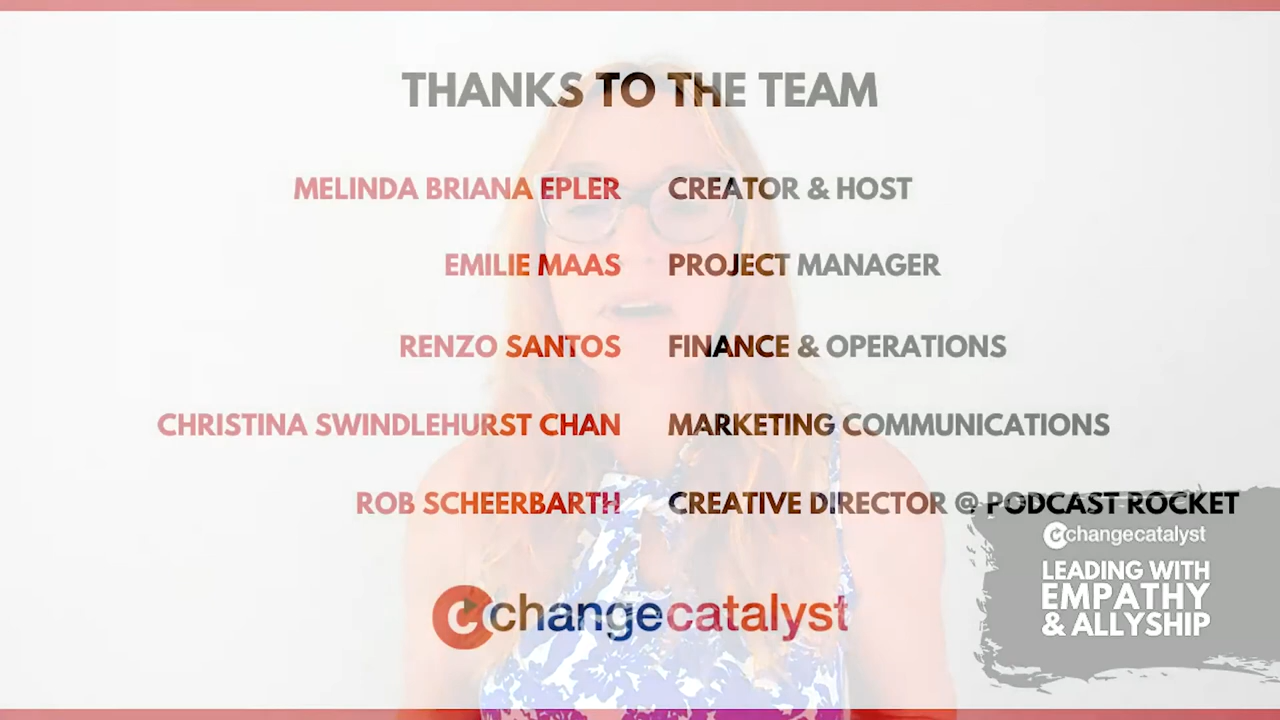 THANKS TO THE TEAM
MELINDA BRIANA EPLER CREATOR & HOST
EMILIE MAAS PROJECT MANAGER
RENZO SANTOS FINANCE & OPERATIONS
CHRISTINA SWINDLEHURST CHAN MARKETING COMMUNICATIONS
ROB SCHEERBARTH CREATIVE DIRECTOR @ PODCAST ROCKET
changecatalyst
changecatalyst
LEADING WITH
EMPATHY
& ALLYSHIP